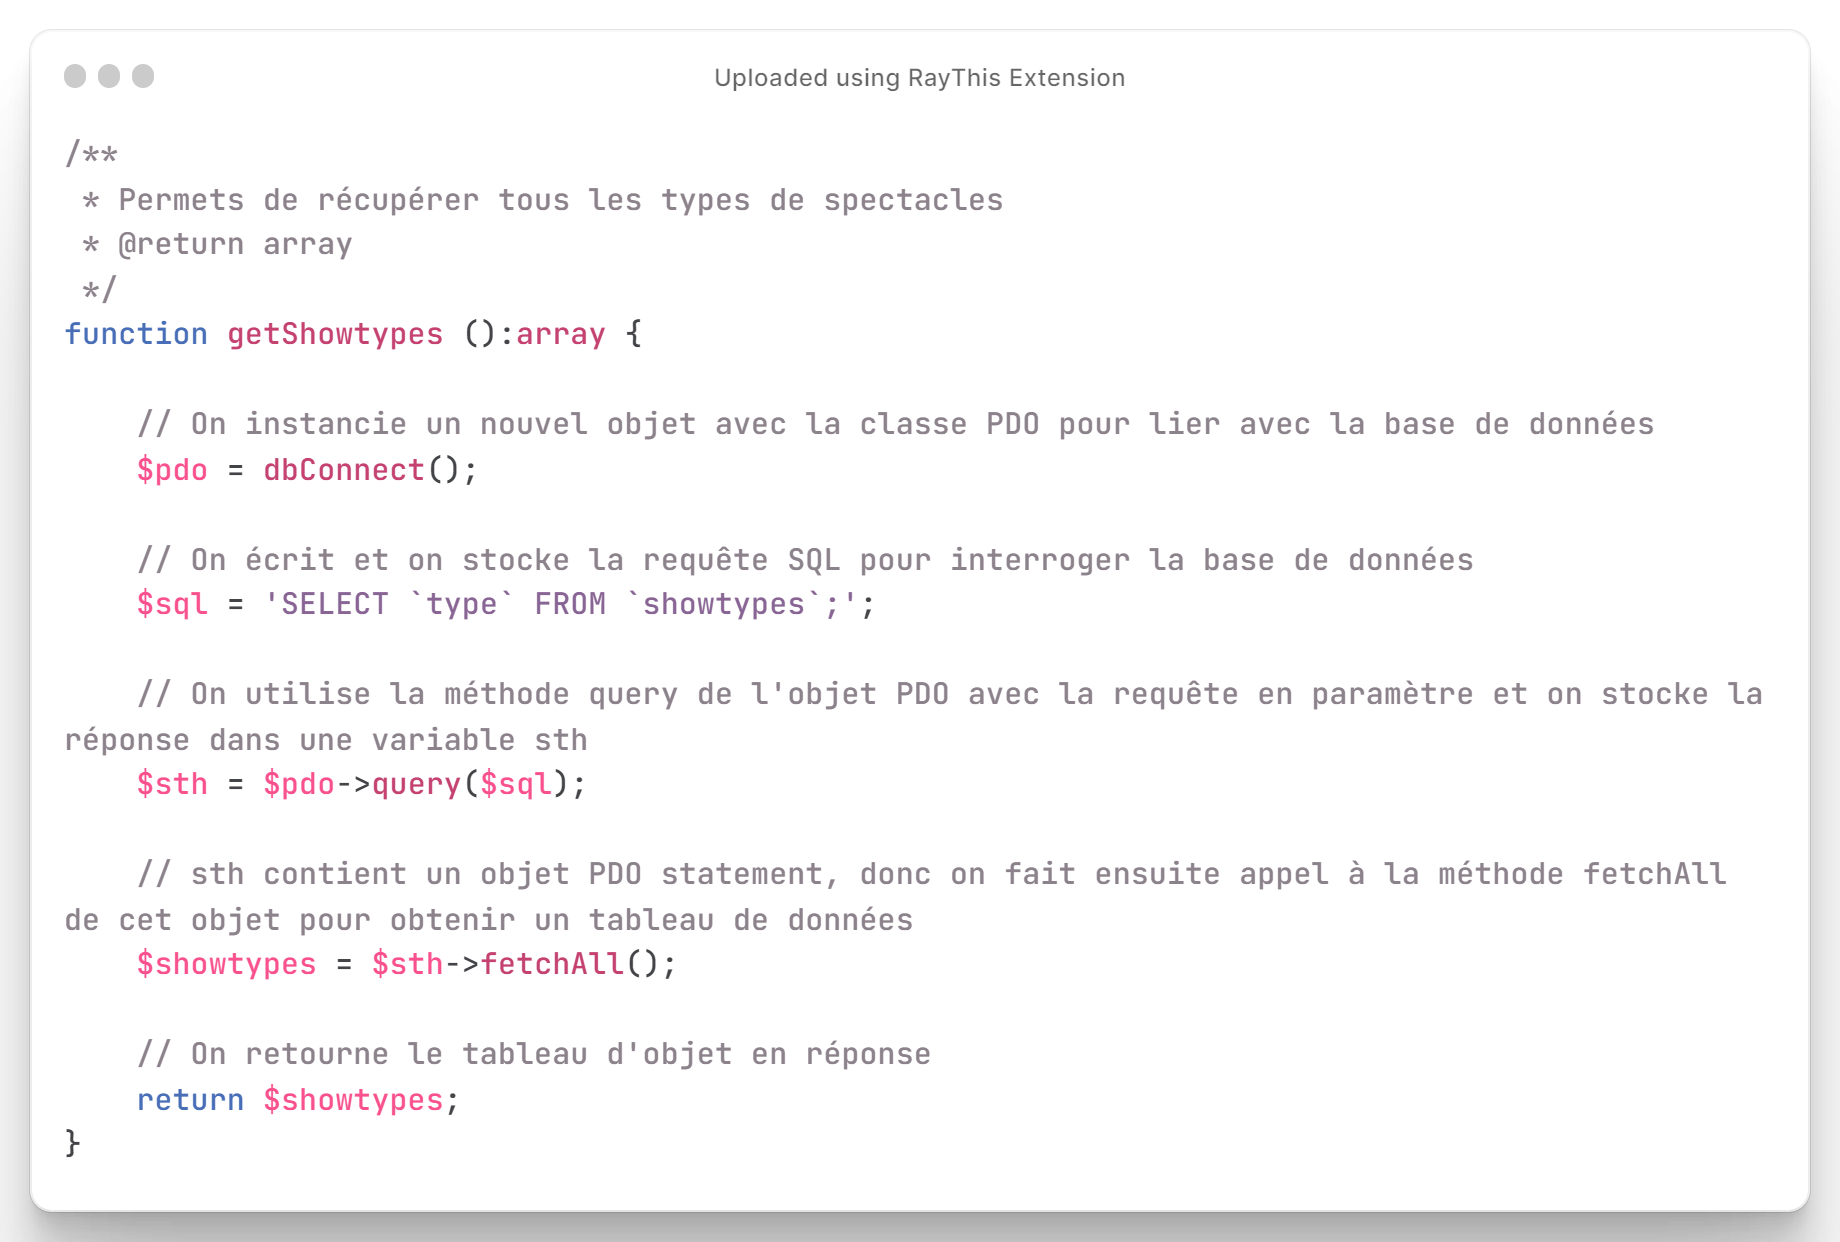 Uploaded using RayThis Extension
/**
 * Permets de récupérer tous les types de spectacles
 * @return array
 */
function getShowtypes ():array {
    // On instancie un nouvel objet avec la classe PDO pour lier avec la base de données
    $pdo = dbConnect();
    // On écrit et on stocke la requête SQL pour interroger la base de données
    $sql = 'SELECT `type` FROM `showtypes`;';
    // On utilise la méthode query de l'objet PDO avec la requête en paramètre et on stocke la
réponse dans une variable sth
    $sth = $pdo->query($sql);
    // sth contient un objet PDO statement, donc on fait ensuite appel à la méthode fetchAll
de cet objet pour obtenir un tableau de données
    $showtypes = $sth->fetchAll();
    // On retourne le tableau d'objet en réponse
    return $showtypes;
}